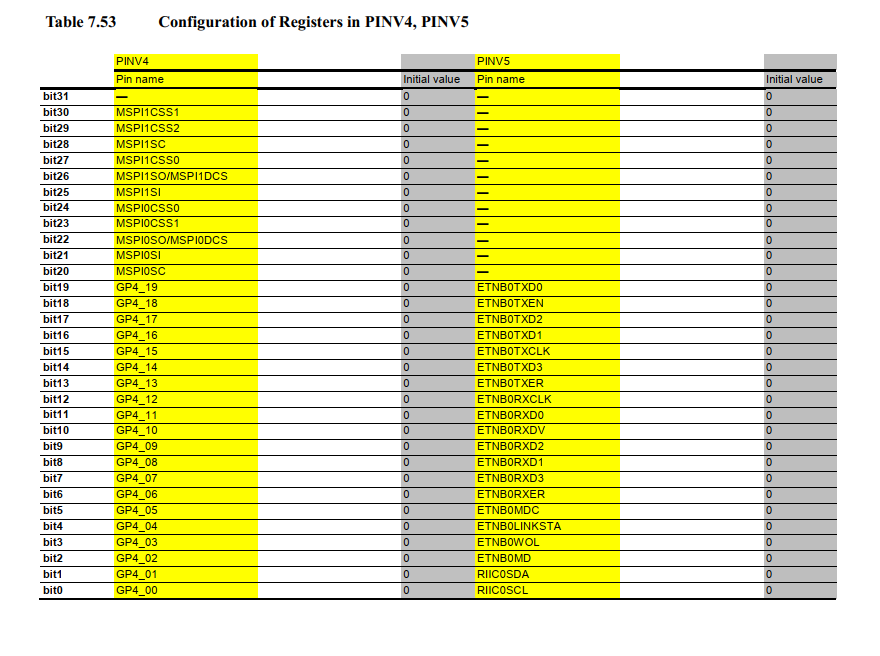 Table 7.53 Configuration of Registers in PINV4, PINV5
PINV4 PINV5
Pin name Initial value Pin name Initial value
bit31 — 0 — 0
bit30 MSPI1CSS1 0 — 0
bit29 MSPI1CSS2 0 — 0
bit28 MSPI1SC 0 — 0
bit27 MSPI1CSS0 0 — 0
bit26 MSPI1SO/MSPI1DCS 0 — 0
bit25 MSPI1SI 0 — 0
bit24 MSPI0CSS0 0 — 0
bit23 MSPI0CSS1 0 — 0
bit22 MSPI0SO/MSPI0DCS 0 — 0
bit21 MSPI0SI 0 — 0
bit20 MSPI0SC 0 — 0
bit19 GP4_19 0 ETNB0TXD0 0
bit18 GP4_18 0 ETNB0TXEN 0
bit17 GP4_17 0 ETNB0TXD2 0
bit16 GP4_16 0 ETNB0TXD1 0
bit15 GP4_15 0 ETNB0TXCLK 0
bit14 GP4_14 0 ETNB0TXD3 0
bit13 GP4_13 0 ETNB0TXER 0
bit12 GP4_12 0 ETNB0RXCLK 0
bit11 GP4_11 0 ETNB0RXD0 0
bit10 GP4_10 0 ETNB0RXDV 0
bit9 GP4_09 0 ETNB0RXD2 0
bit8 GP4_08 0 ETNB0RXD1 0
bit7 GP4_07 0 ETNB0RXD3 0
bit6 GP4_06 0 ETNB0RXER 0
bit5 GP4_05 0 ETNB0MDC 0
bit4 GP4_04 0 ETNB0LINKSTA 0
bit3 GP4_03 0 ETNB0WOL 0
bit2 GP4_02 0 ETNB0MD 0
bit1 GP4_01 0 RIIC0SDA 0
bit0 GP4_00 0 RIIC0SCL 0